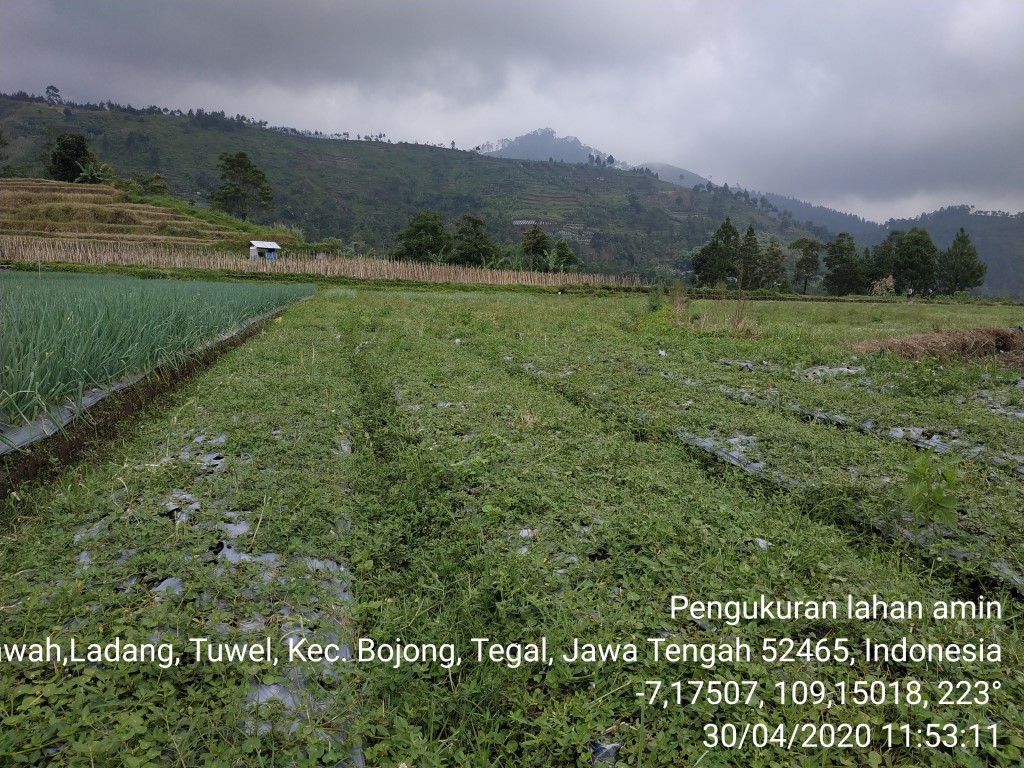 Pengukuran lahan amin
Ladang, Tuwel, Kec. Bojong, Tegal, Jawa Tengah 52465, Indonesia
-7,17507, 109,15018, 223°
30/04/2020 11:53:11